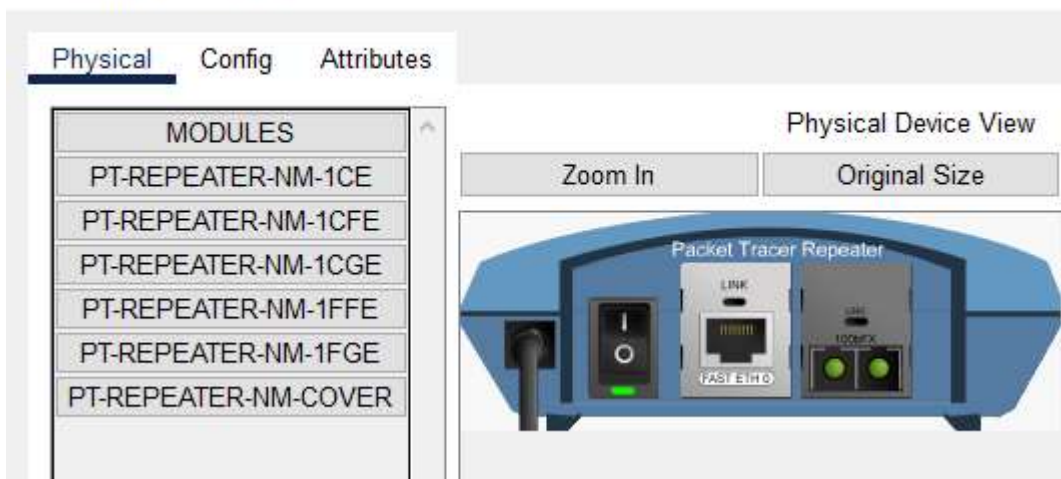 Physical Config Attributes
MODULES
PT-REPEATER-NM-1CE
PT-REPEATER-NM-1CFE
PT-REPEATER-NM-1CGE
PT-REPEATER-NM-1FFE
PT-REPEATER-NM-1FGE
PT-REPEATER-NM-COVER
Physical Device View
Zoom In Original Size
Packet Tracer Repeater
LINK
LINK
100BFX
FAST ETH 0